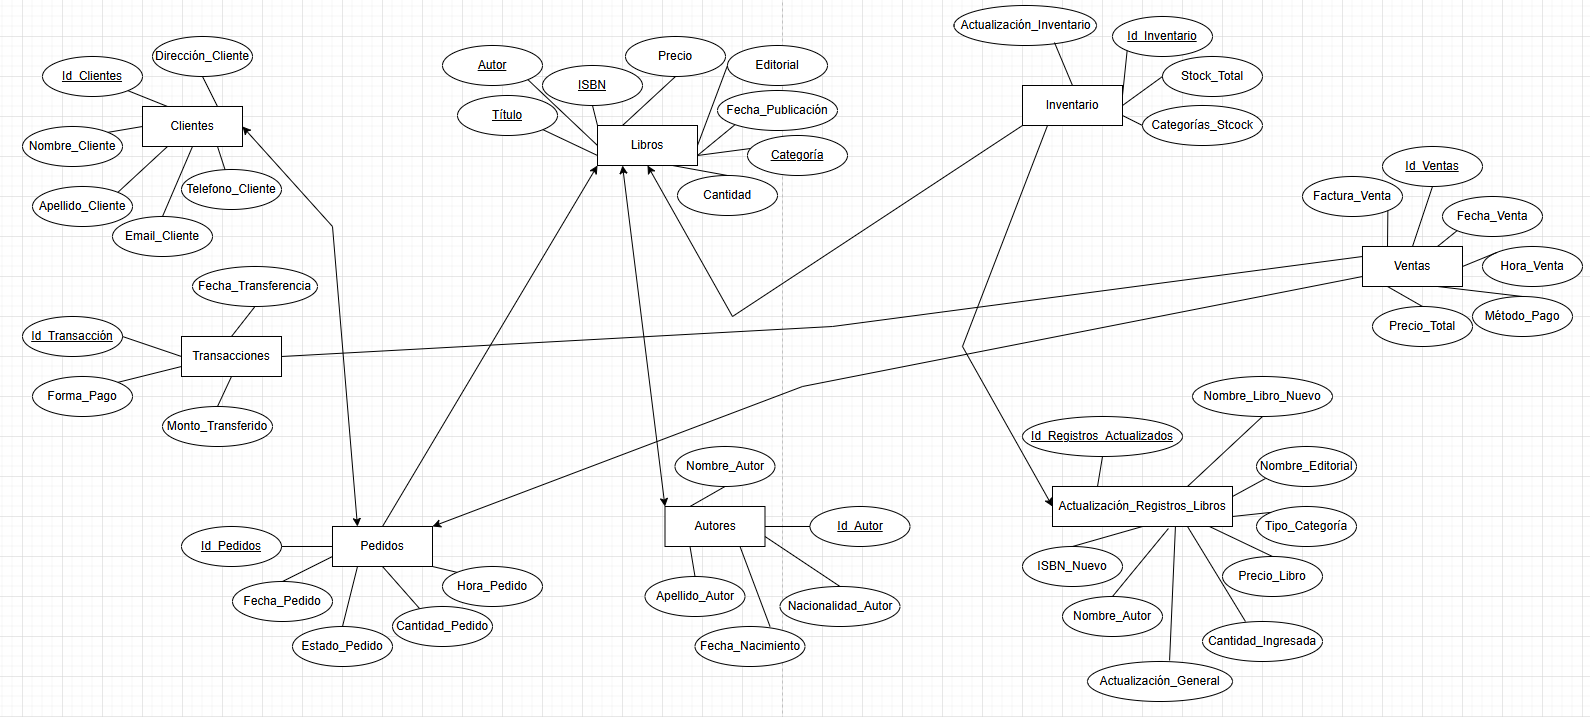 Actualización_Inventario
Id_Inventario
Dirección_Cliente
Precio
Id_Clientes
Autor
ISBN
Editorial
Stock_Total
Título
Fecha_Publicación
Inventario
Categorías_Stcock
Clientes
Nombre_Cliente
Libros
Categoría
Id_Ventas
Telefono_Cliente
Cantidad
Factura_Venta
Apellido_Cliente
Fecha_Venta
Email_Cliente
Ventas
Hora_Venta
Fecha_Transferencia
Método_Pago
Precio_Total
Id_Transacción
Transacciones
Forma_Pago
Nombre_Libro_Nuevo
Monto_Transferido
Id_Registros_Actualizados
Nombre_Autor
Nombre_Editorial
Actualización_Registros_Libros
Autores
Id_Autor
Tipo_Categoría
Id_Pedidos
Pedidos
ISBN_Nuevo
Precio_Libro
Hora_Pedido
Fecha_Pedido
Apellido_Autor
Nacionalidad_Autor
Nombre_Autor
Cantidad_Pedido
Estado_Pedido
Fecha_Nacimiento
Cantidad_Ingresada
Actualización_General